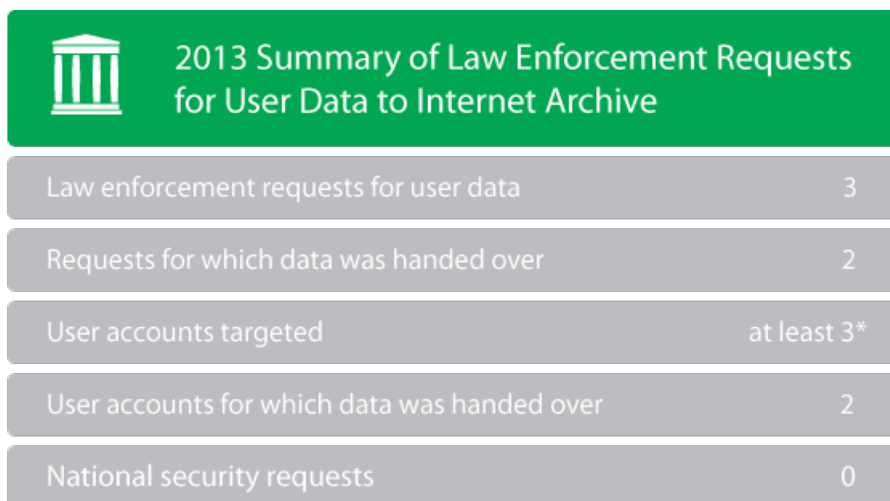 2013 Summary of Law Enforcement Requests
for User Data to Internet Archive
Law enforcement requests for user data 3
Requests for which data was handed over 2
User accounts targeted at least 3*
User accounts for which data was handed over 2
National security requests 0